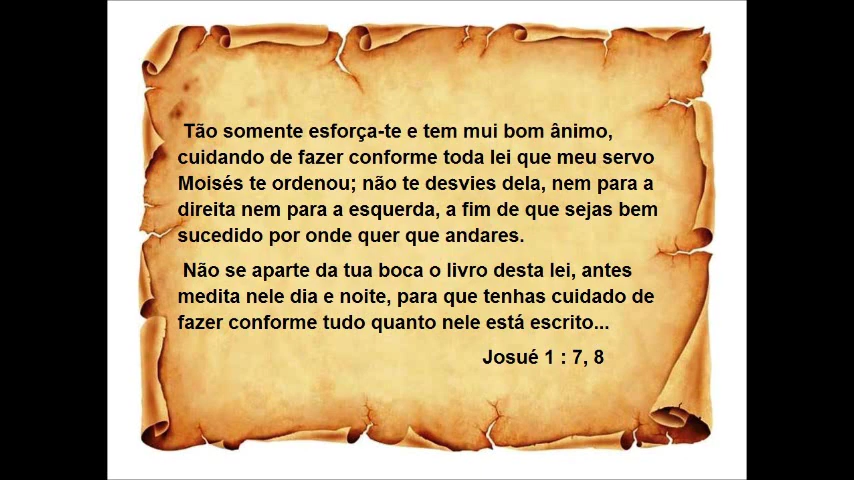 Tão somente esforça-te e tem mui bom ânimo,
cuidando de fazer conforme toda lei que meu servo
Moisés te ordenou; não te desvies dela, nem para a
direita nem para a esquerda, a fim de que sejas bem
sucedido por onde quer que andares.
Não se aparte da tua boca o livro desta lei, antes
medita nele dia e noite, para que tenhas cuidado de
fazer conforme tudo quanto nele está escrito...
Josué 1 : 7, 8